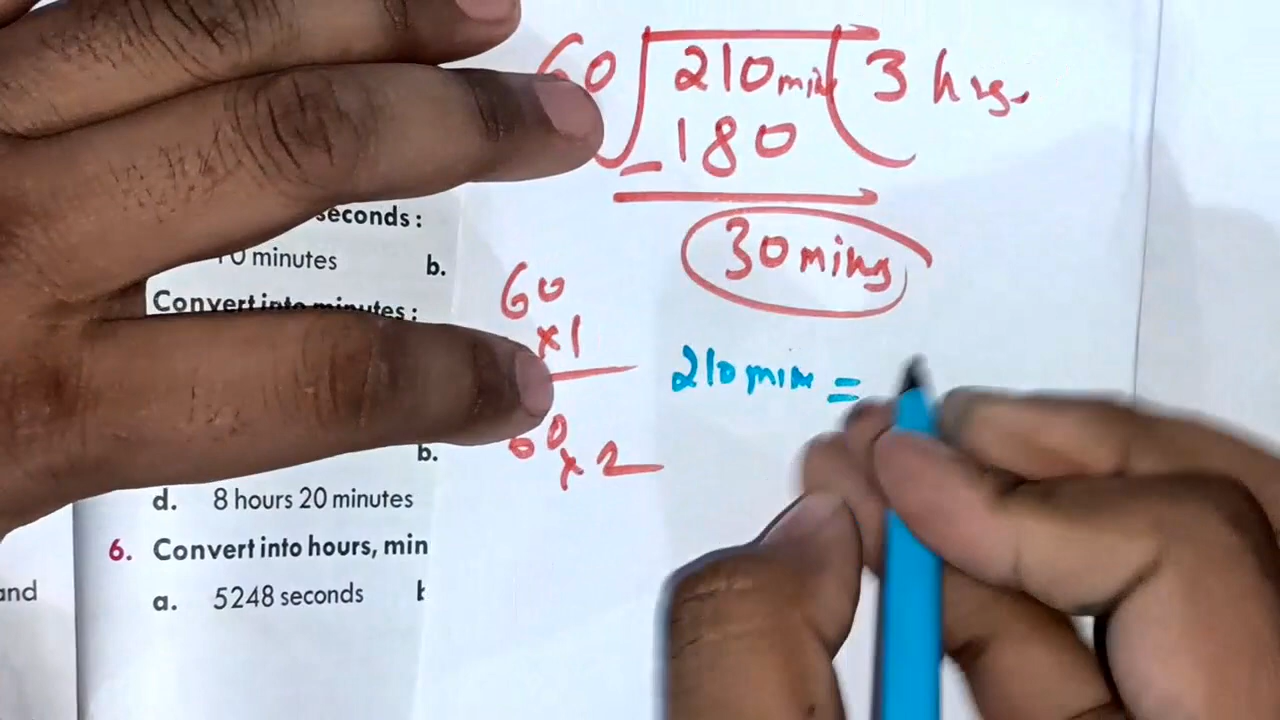 60 210 min 3 hrs.
- 180
30 mins
seconds :
0 minutes b.
60
Convert into minutes :
×1
210 min =
60
×2
b.
d. 8 hours 20 minutes
6. Convert into hours, min
and
a. 5248 seconds